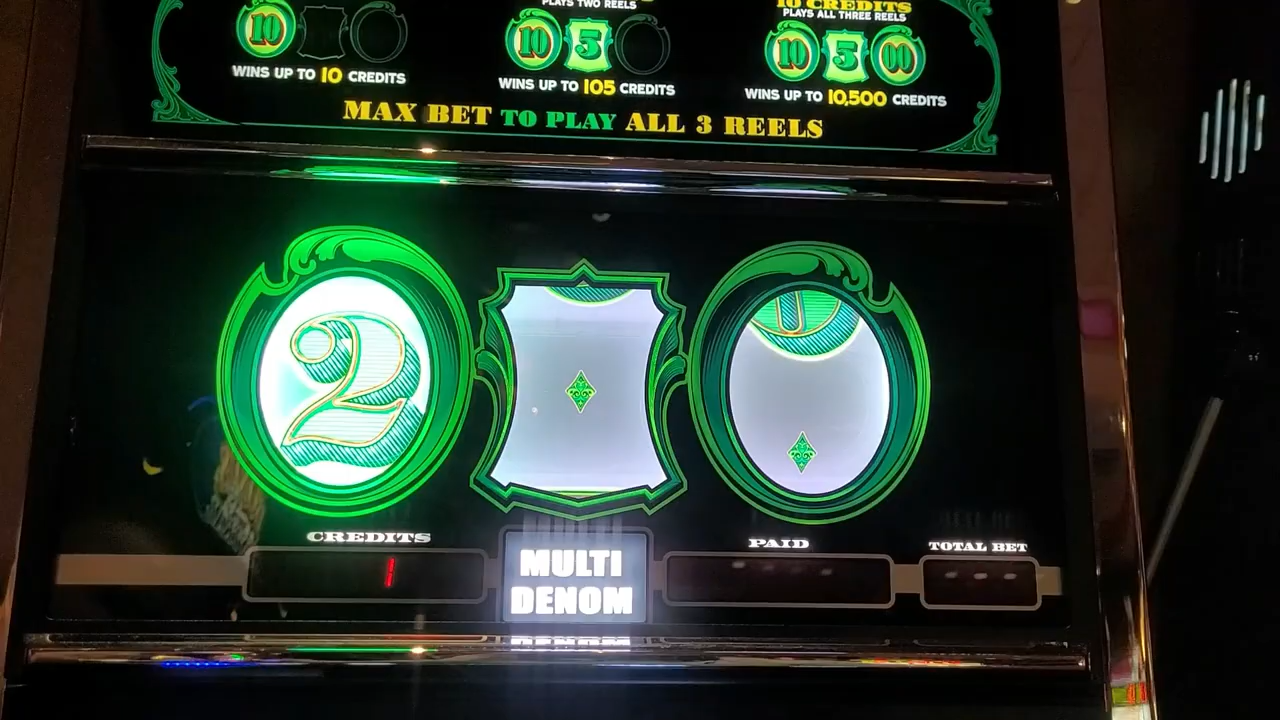 PLAYS TWO REELS
10 CREDITS
PLAYS ALL THREE REELS
10
10 5
10 5 00
WINS UP TO 10 CREDITS
WINS UP TO 105 CREDITS
WINS UP TO 10,500 CREDITS
MAX BET TO PLAY ALL 3 REELS
2
CREDITS
PAID
TOTAL BET
1
MULTI
DENOM